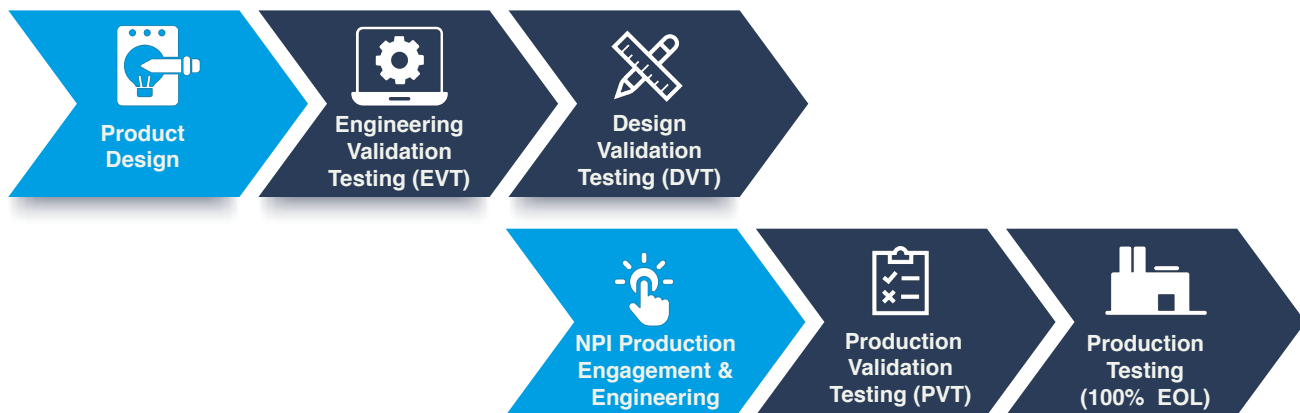 Product
Design
Engineering
Validation
Testing (EVT)
Design
Validation
Testing (DVT)
NPI Production
Engagement &
Engineering
Production
Validation
Testing (PVT)
Production
Testing
(100% EOL)